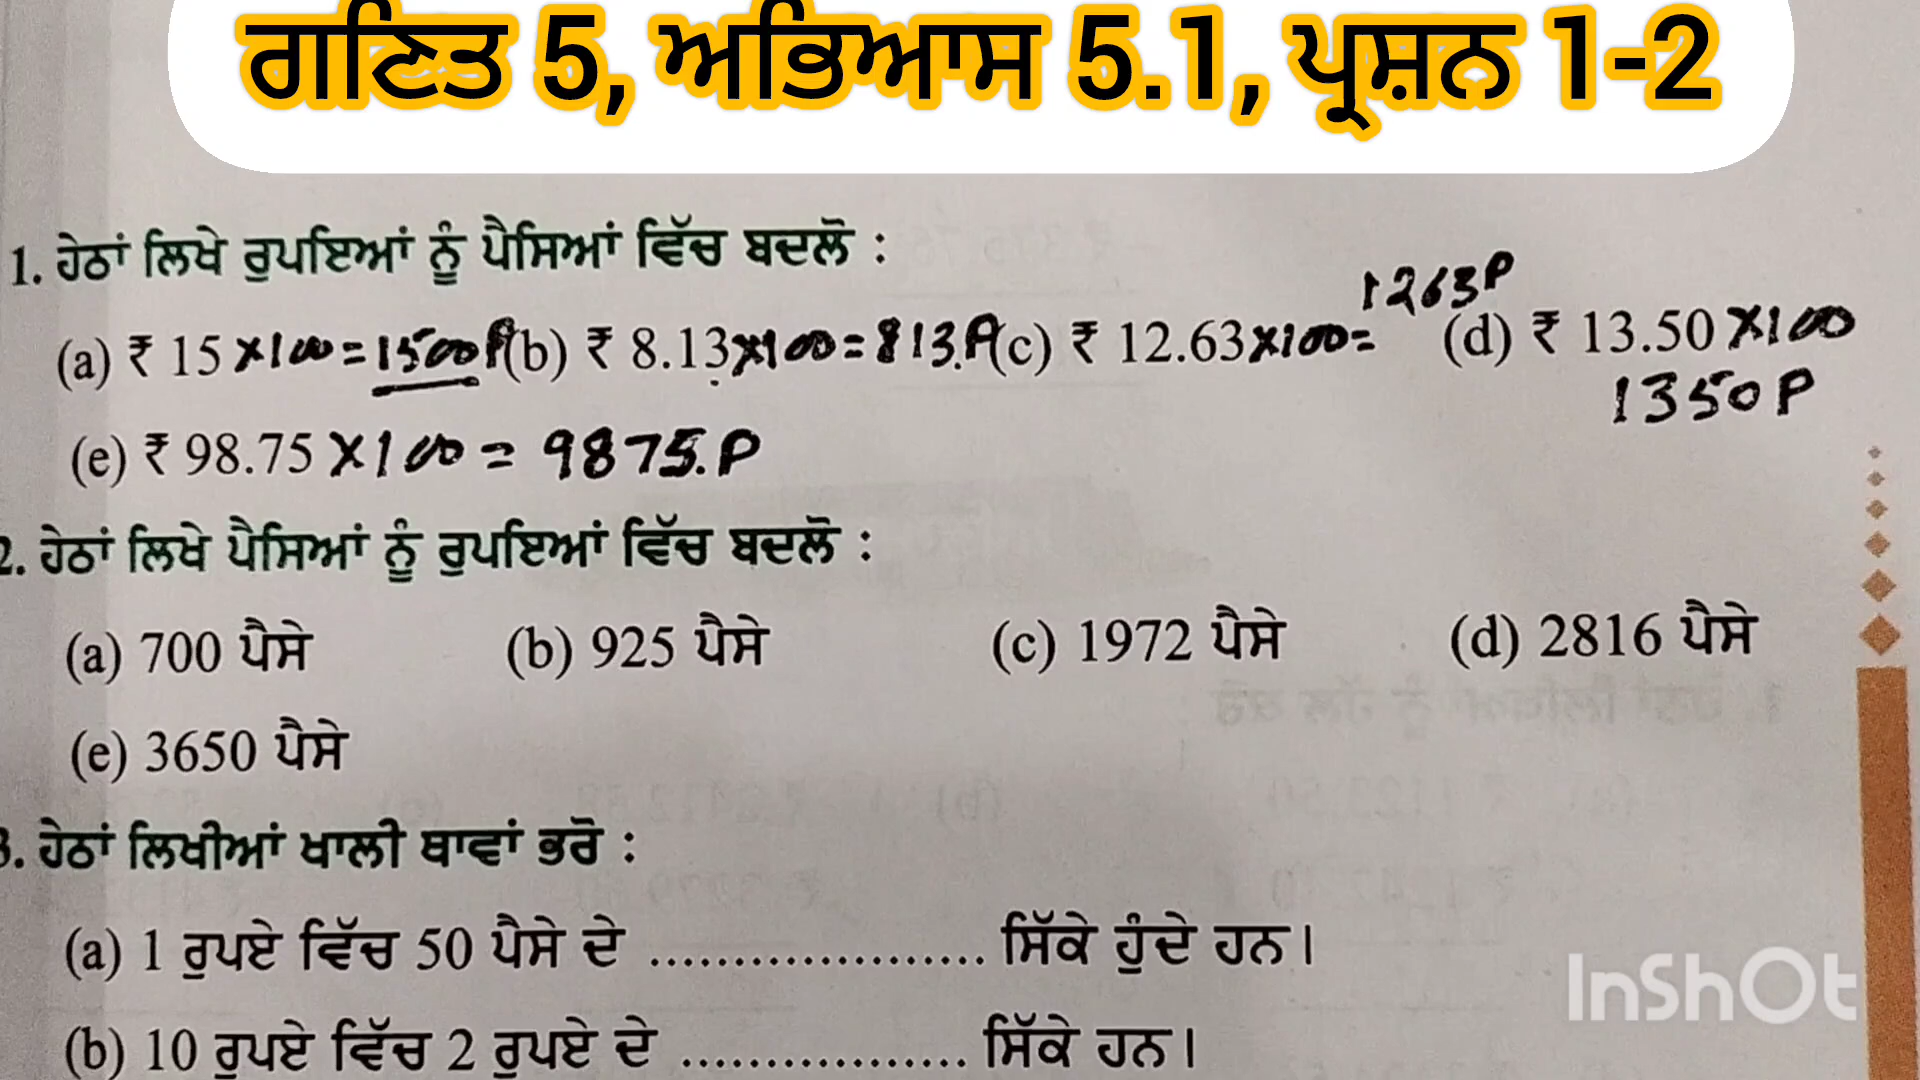 ਗਣਿਤ 5, ਅਭਿਆਸ 5.1, ਪ੍ਰਸ਼ਨ 1-2
1. ਹੇਠਾਂ ਲਿਖੇ ਰੁਪਇਆਂ ਨੂੰ ਪੈਸਿਆਂ ਵਿੱਚ ਬਦਲੋ :
(a) ₹ 15 ×100 = 1500P (b) ₹ 8.13 ×100 = 813.P (c) ₹ 12.63 ×100 = 1263P (d) ₹ 13.50 ×100
1350P
(e) ₹ 98.75 ×100 = 9875.P
2. ਹੇਠਾਂ ਲਿਖੇ ਪੈਸਿਆਂ ਨੂੰ ਰੁਪਇਆਂ ਵਿੱਚ ਬਦਲੋ :
(a) 700 ਪੈਸੇ (b) 925 ਪੈਸੇ (c) 1972 ਪੈਸੇ (d) 2816 ਪੈਸੇ
(e) 3650 ਪੈਸੇ
3. ਹੇਠਾਂ ਲਿਖੀਆਂ ਖਾਲੀ ਥਾਵਾਂ ਭਰੋ :
(a) 1 ਰੁਪਏ ਵਿੱਚ 50 ਪੈਸੇ ਦੇ ..................... ਸਿੱਕੇ ਹੁੰਦੇ ਹਨ।
(b) 10 ਰੁਪਏ ਵਿੱਚ 2 ਰੁਪਏ ਦੇ .................. ਸਿੱਕੇ ਹਨ।
InShOt